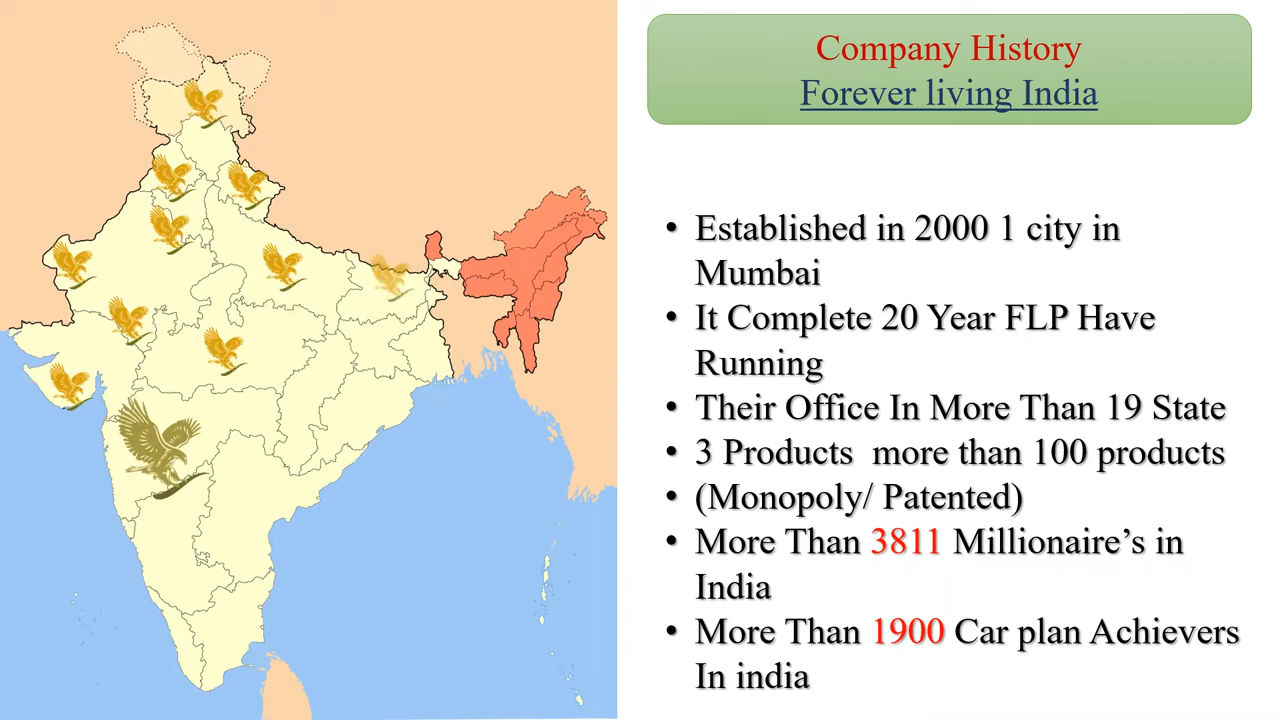 Company History
Forever living India
• Established in 2000 1 city in
Mumbai
• It Complete 20 Year FLP Have
Running
• Their Office In More Than 19 State
• 3 Products  more than 100 products
• (Monopoly/ Patented)
• More Than 3811 Millionaire’s in
India
• More Than 1900 Car plan Achievers
In india